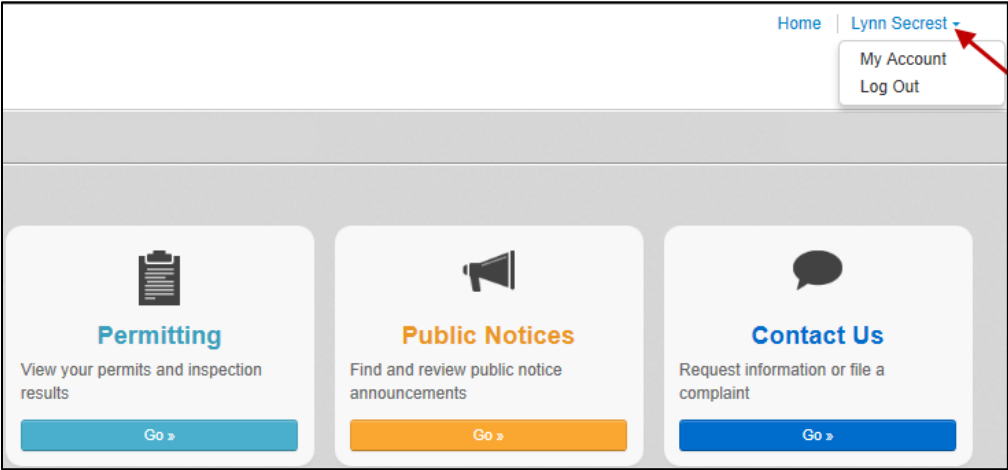 Home
Lynn Secrest
My Account
Log Out
Permitting
View your permits and inspection
results
Go »
Public Notices
Find and review public notice
announcements
Go »
Contact Us
Request information or file a
complaint
Go »